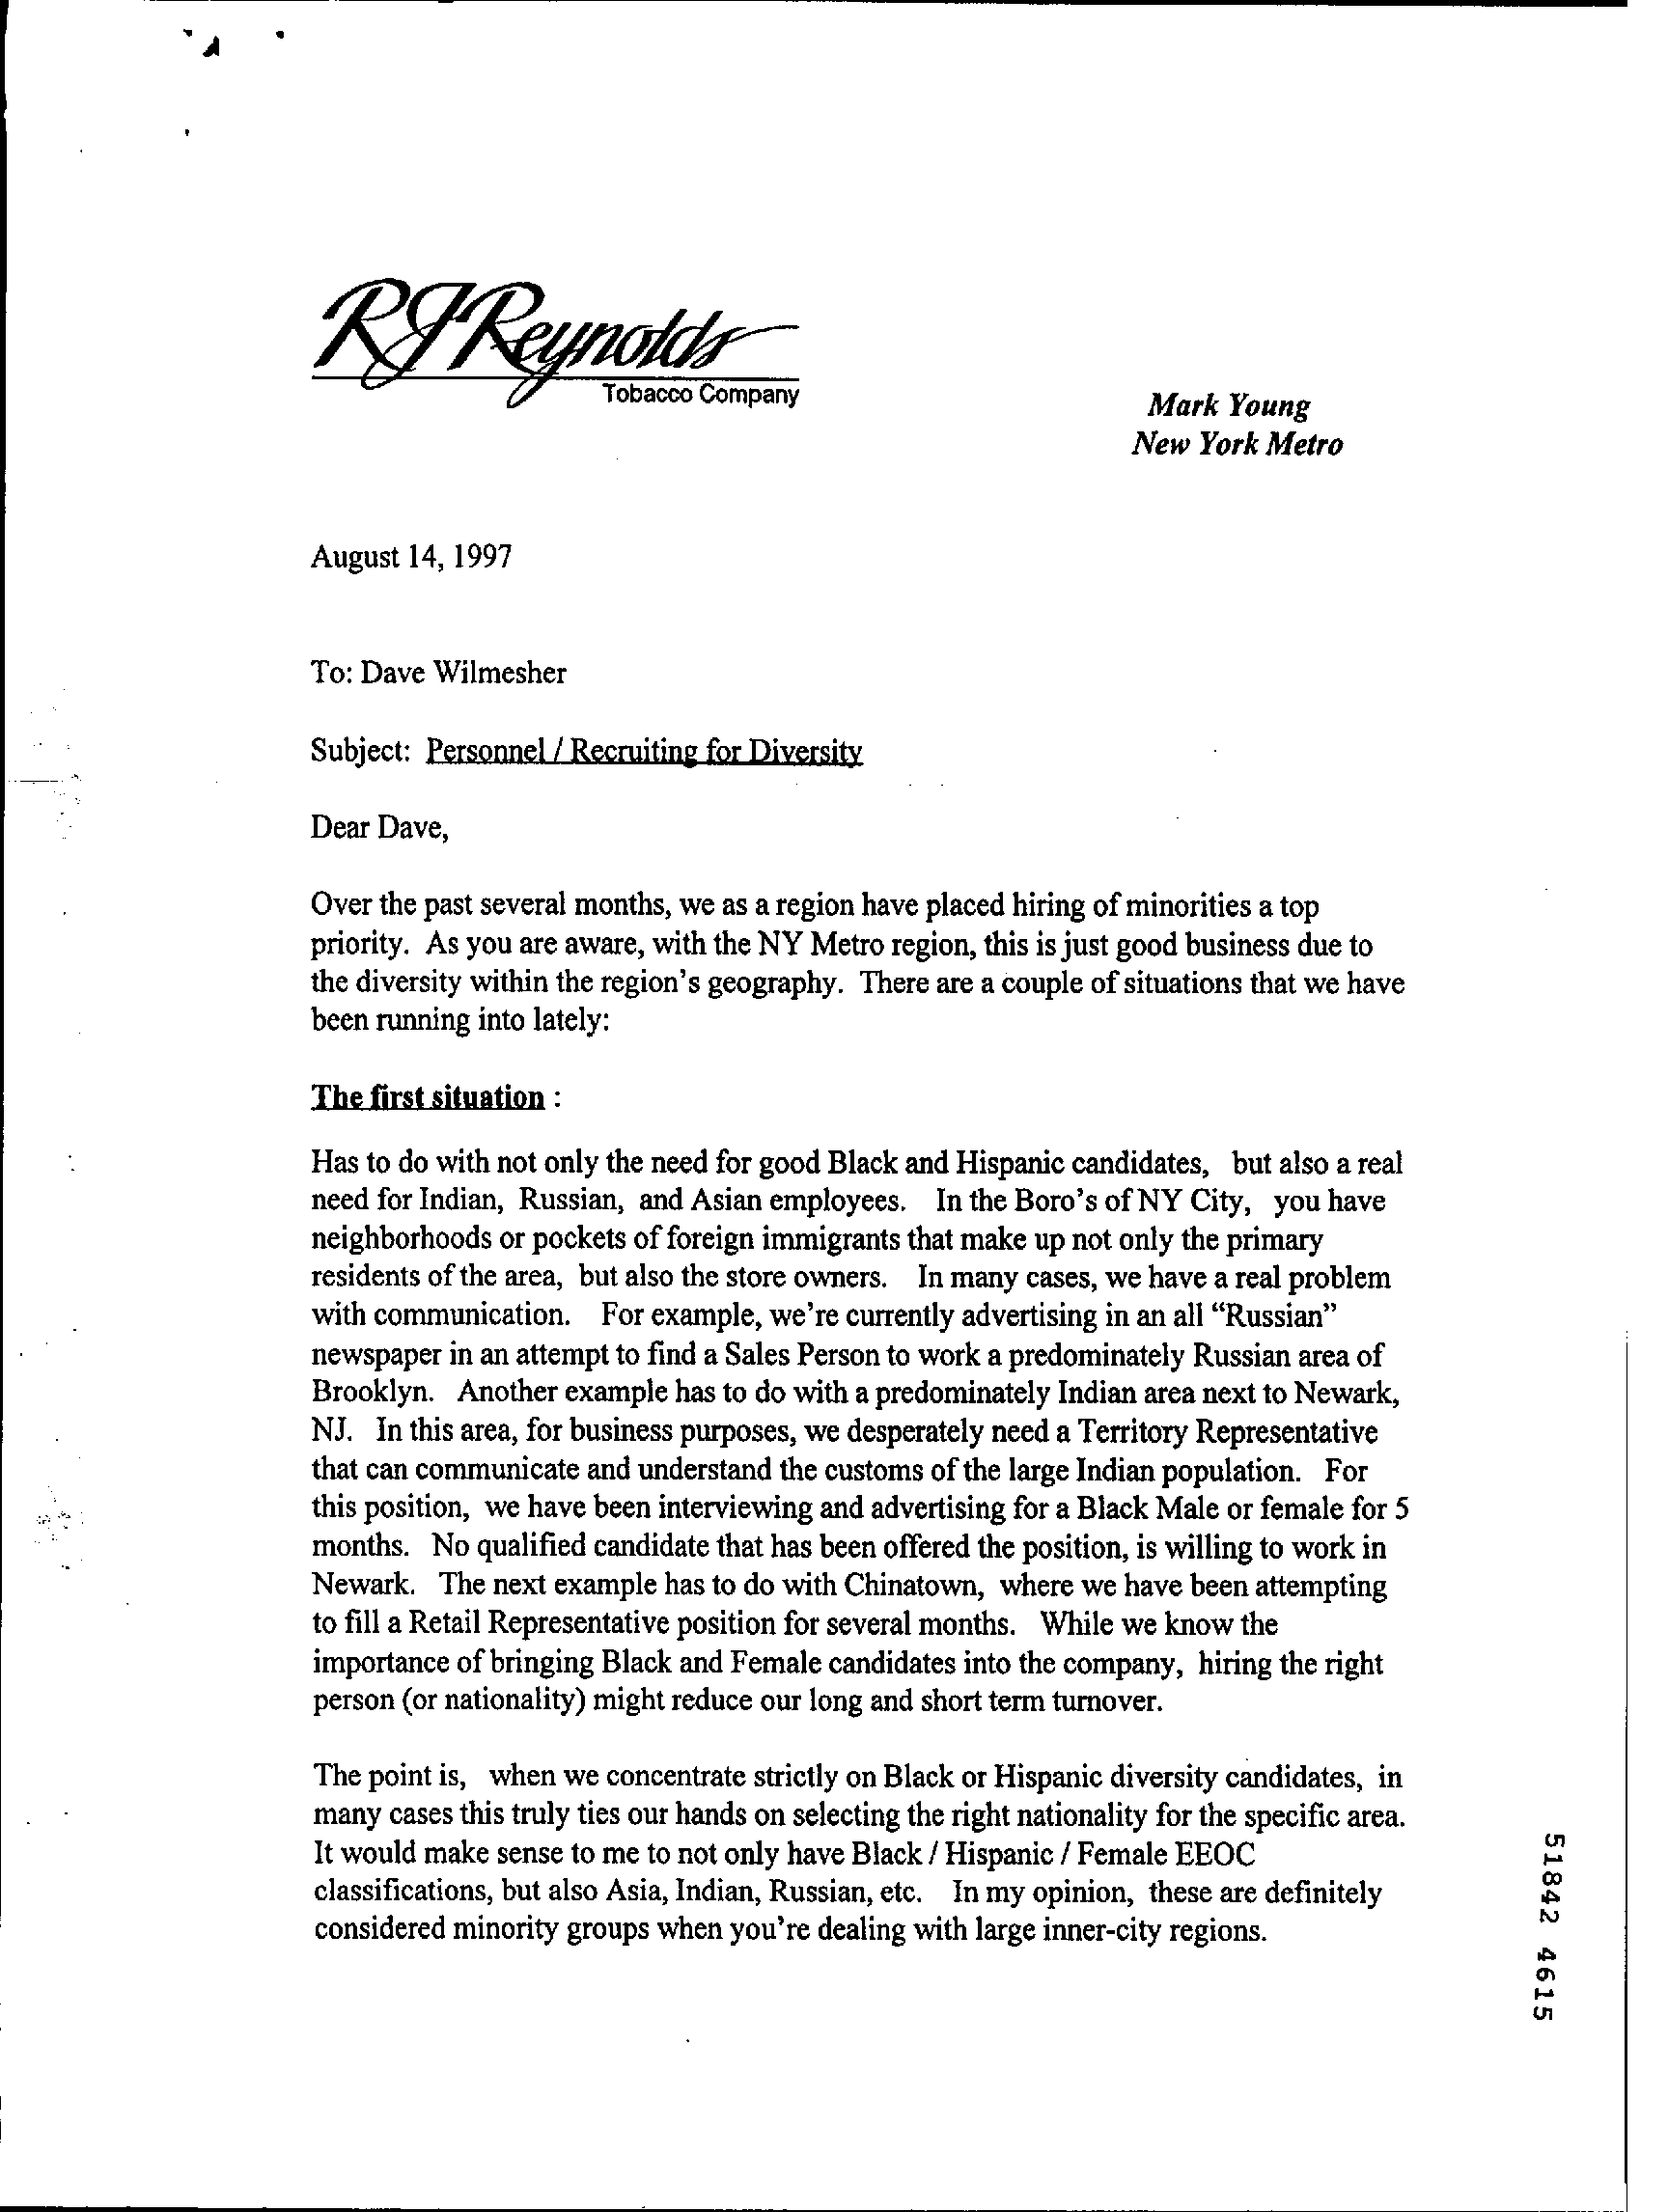 RJReynolds
Tobacco Company
Mark Young
New York Metro
August 14, 1997
To: Dave Wilmesher
Subject: Personnel / Recruiting for Diversity
Dear Dave,
Over the past several months, we as a region have placed hiring of minorities a top
priority. As you are aware, with the NY Metro region, this is just good business due to
the diversity within the region's geography. There are a couple of situations that we have
been running into lately:
The first situation :
Has to do with not only the need for good Black and Hispanic candidates, but also a real
need for Indian, Russian, and Asian employees. In the Boro's of NY City, you have
neighborhoods or pockets of foreign immigrants that make up not only the primary
residents of the area, but also the store owners. In many cases, we have a real problem
with communication. For example, we're currently advertising in an all “Russian”
newspaper in an attempt to find a Sales Person to work a predominately Russian area of
Brooklyn. Another example has to do with a predominately Indian area next to Newark,
NJ. In this area, for business purposes, we desperately need a Territory Representative
that can communicate and understand the customs of the large Indian population. For
this position, we have been interviewing and advertising for a Black Male or female for 5
months. No qualified candidate that has been offered the position, is willing to work in
Newark. The next example has to do with Chinatown, where we have been attempting
to fill a Retail Representative position for several months. While we know the
importance of bringing Black and Female candidates into the company, hiring the right
person (or nationality) might reduce our long and short term turnover.
The point is, when we concentrate strictly on Black or Hispanic diversity candidates, in
many cases this truly ties our hands on selecting the right nationality for the specific area.
It would make sense to me to not only have Black / Hispanic / Female EEOC
classifications, but also Asia, Indian, Russian, etc. In my opinion, these are definitely
considered minority groups when you're dealing with large inner-city regions.
51842 4615